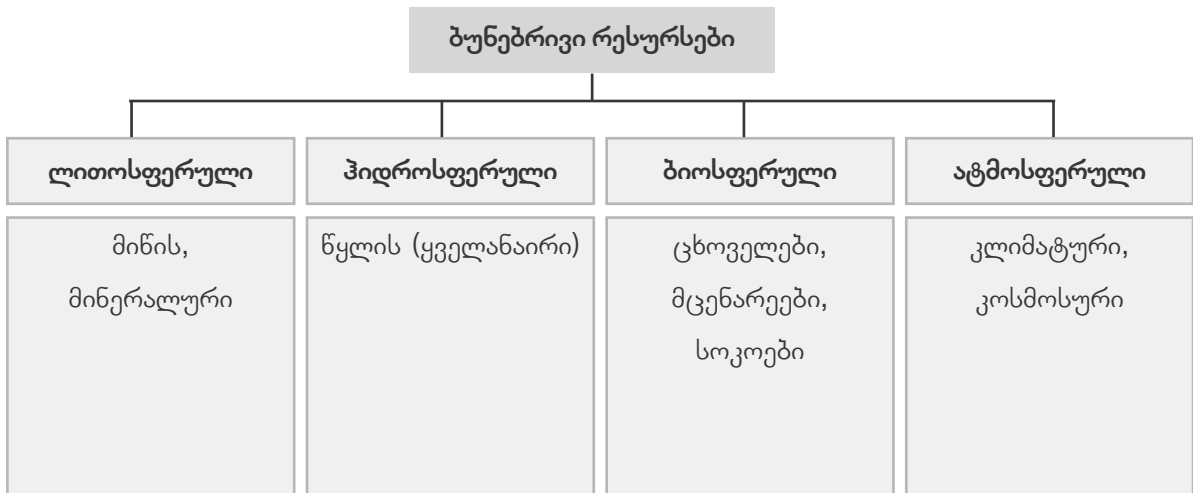 ბუნებრივი რესურსები
ლითოსფერული
მიწის,
მინერალური
ჰიდროსფერული
წყლის (ყველანაირი)
ბიოსფერული
ცხოველები,
მცენარეები,
სოკოები
ატმოსფერული
კლიმატური,
კოსმოსური